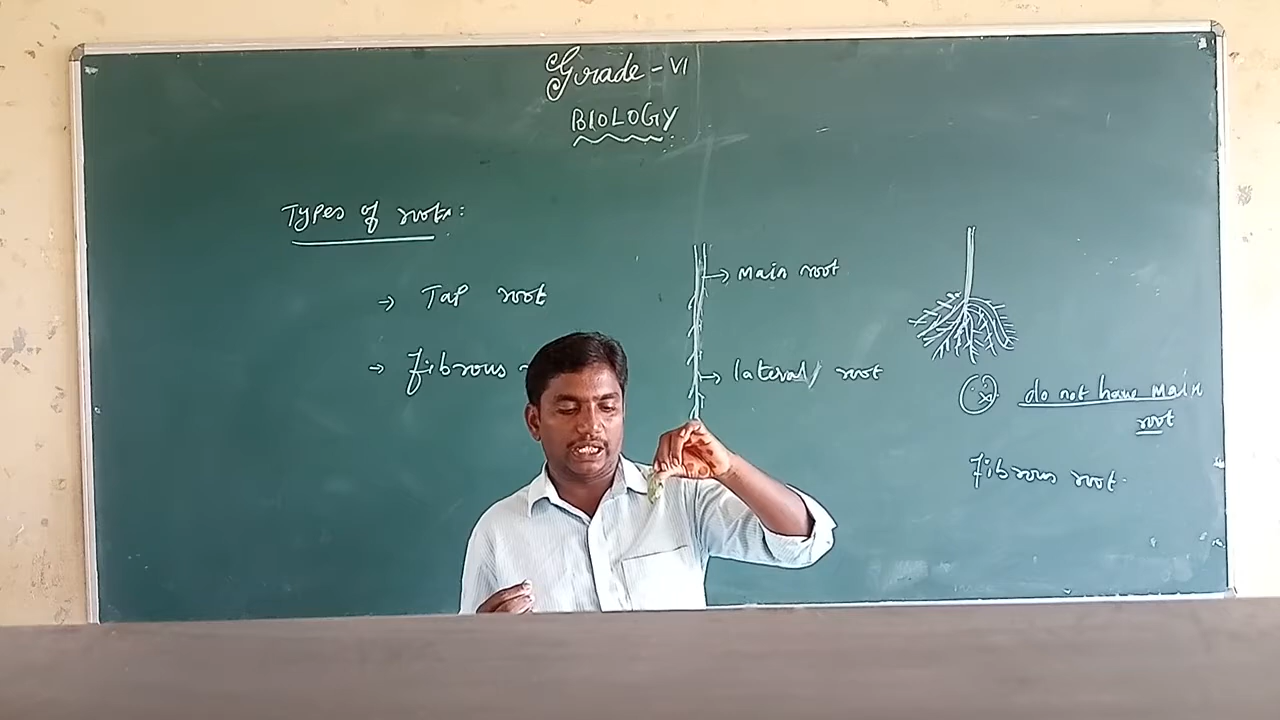 Grade - VI
BIOLOGY
Types of roots:
→ Tap root
→ fibrous
→ Main root
→ lateral root
do not have main
root
Fibrous root.